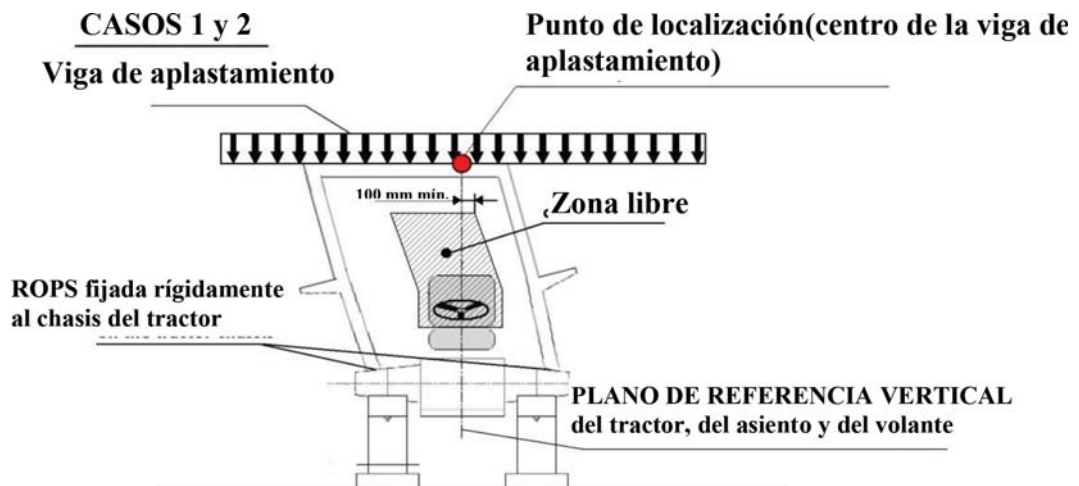 CASOS 1 y 2
Viga de aplastamiento
Punto de localización(centro de la viga de
aplastamiento)
100 mm mín.
Zona libre
ROPS fijada rígidamente
al chasis del tractor
PLANO DE REFERENCIA VERTICAL
del tractor, del asiento y del volante